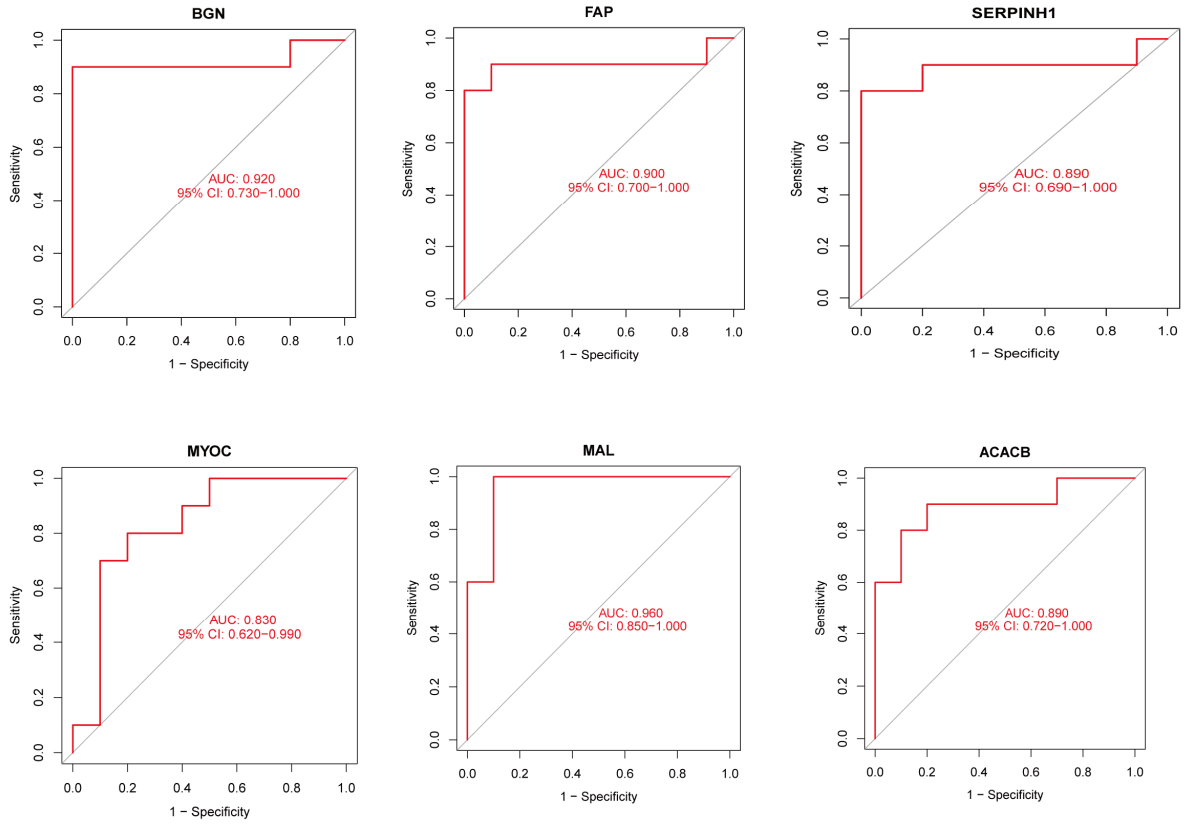 BGN
Sensitivity
1.0
0.8
0.6
0.4
0.2
0.0
AUC: 0.920
95% CI: 0.730−1.000
0.0 0.2 0.4 0.6 0.8 1.0
1 − Specificity
FAP
Sensitivity
1.0
0.8
0.6
0.4
0.2
0.0
AUC: 0.900
95% CI: 0.700−1.000
0.0 0.2 0.4 0.6 0.8 1.0
1 − Specificity
SERPINH1
Sensitivity
1.0
0.8
0.6
0.4
0.2
0.0
AUC: 0.890
95% CI: 0.690−1.000
0.0 0.2 0.4 0.6 0.8 1.0
1 − Specificity
MYOC
Sensitivity
1.0
0.8
0.6
0.4
0.2
0.0
AUC: 0.830
95% CI: 0.620−0.990
0.0 0.2 0.4 0.6 0.8 1.0
1 − Specificity
MAL
Sensitivity
1.0
0.8
0.6
0.4
0.2
0.0
AUC: 0.960
95% CI: 0.850−1.000
0.0 0.2 0.4 0.6 0.8 1.0
1 − Specificity
ACACB
Sensitivity
1.0
0.8
0.6
0.4
0.2
0.0
AUC: 0.890
95% CI: 0.720−1.000
0.0 0.2 0.4 0.6 0.8 1.0
1 − Specificity